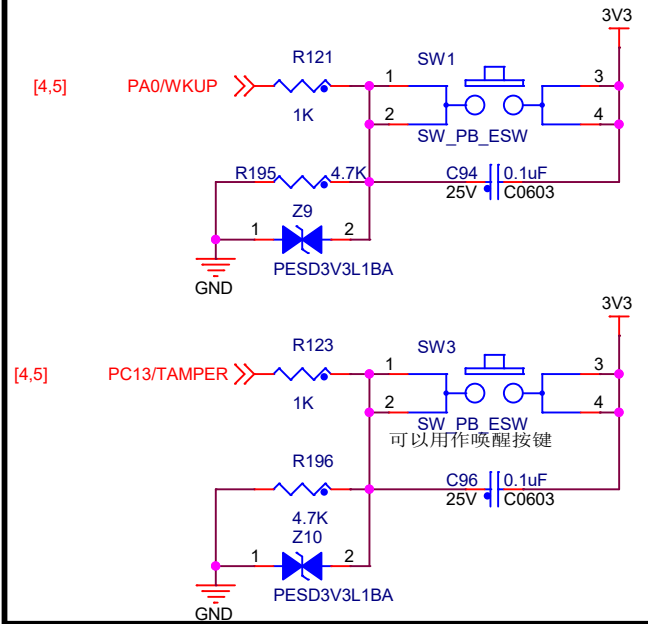 3V3
R121
SW1
[4,5]
PA0/WKUP
1
3
1K
2
4
SW_PB_ESW
R195
4.7K
C94
0.1uF
25V
C0603
Z9
1
2
PESD3V3L1BA
GND
3V3
R123
SW3
[4,5]
PC13/TAMPER
1
3
1K
2
4
SW_PB_ESW
可以用作唤醒按键
R196
C96
0.1uF
25V
C0603
4.7K
Z10
1
2
PESD3V3L1BA
GND